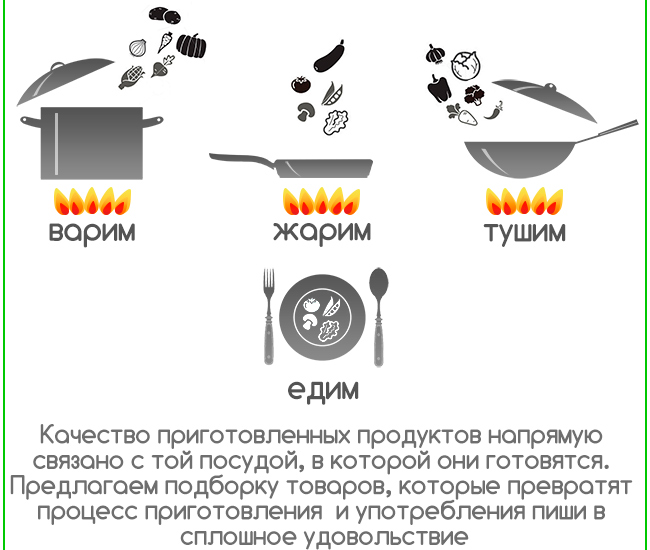 варим
жарим
тушим
едим
Качество приготовленных продуктов напрямую
связано с той посудой, в которой они готовятся.
Предлагаем подборку товаров, которые превратят
процесс приготовления и употребления пиши в
сплошное удовольствие